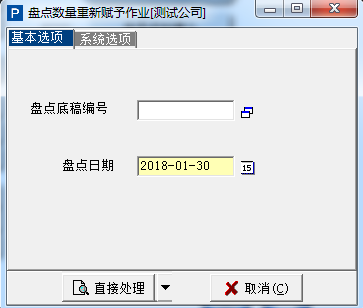 P 盘点数量重新赋予作业[测试公司]
基本选项 系统选项
盘点底稿编号
盘点日期 2018-01-30 15
直接处理 取消(C)